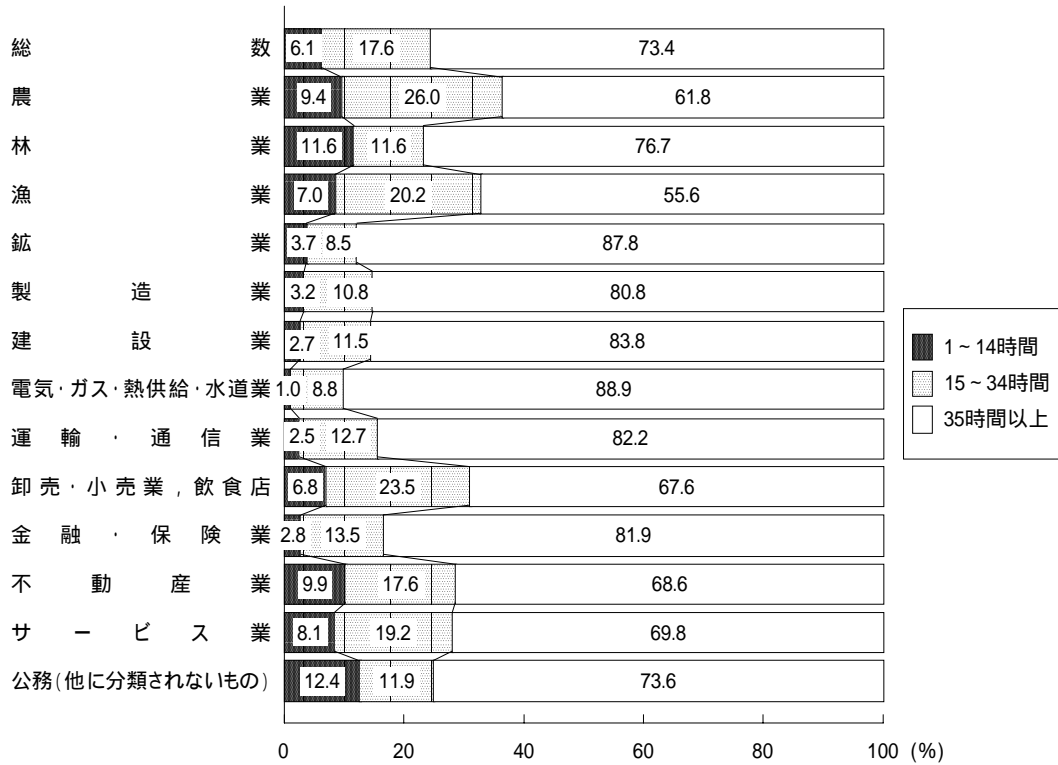 総数 6.1 17.6 73.4
農業 9.4 26.0 61.8
林業 11.6 11.6 76.7
漁業 7.0 20.2 55.6
鉱業 3.7 8.5 87.8
製造業 3.2 10.8 80.8
建設業 2.7 11.5 83.8
電気・ガス・熱供給・水道業 1.0 8.8 88.9
運輸・通信業 2.5 12.7 82.2
卸売・小売業,飲食店 6.8 23.5 67.6
金融・保険業 2.8 13.5 81.9
不動産業 9.9 17.6 68.6
サービス業 8.1 19.2 69.8
公務(他に分類されないもの) 12.4 11.9 73.6
0 20 40 60 80 100 (%)
1~14時間
15~34時間
35時間以上